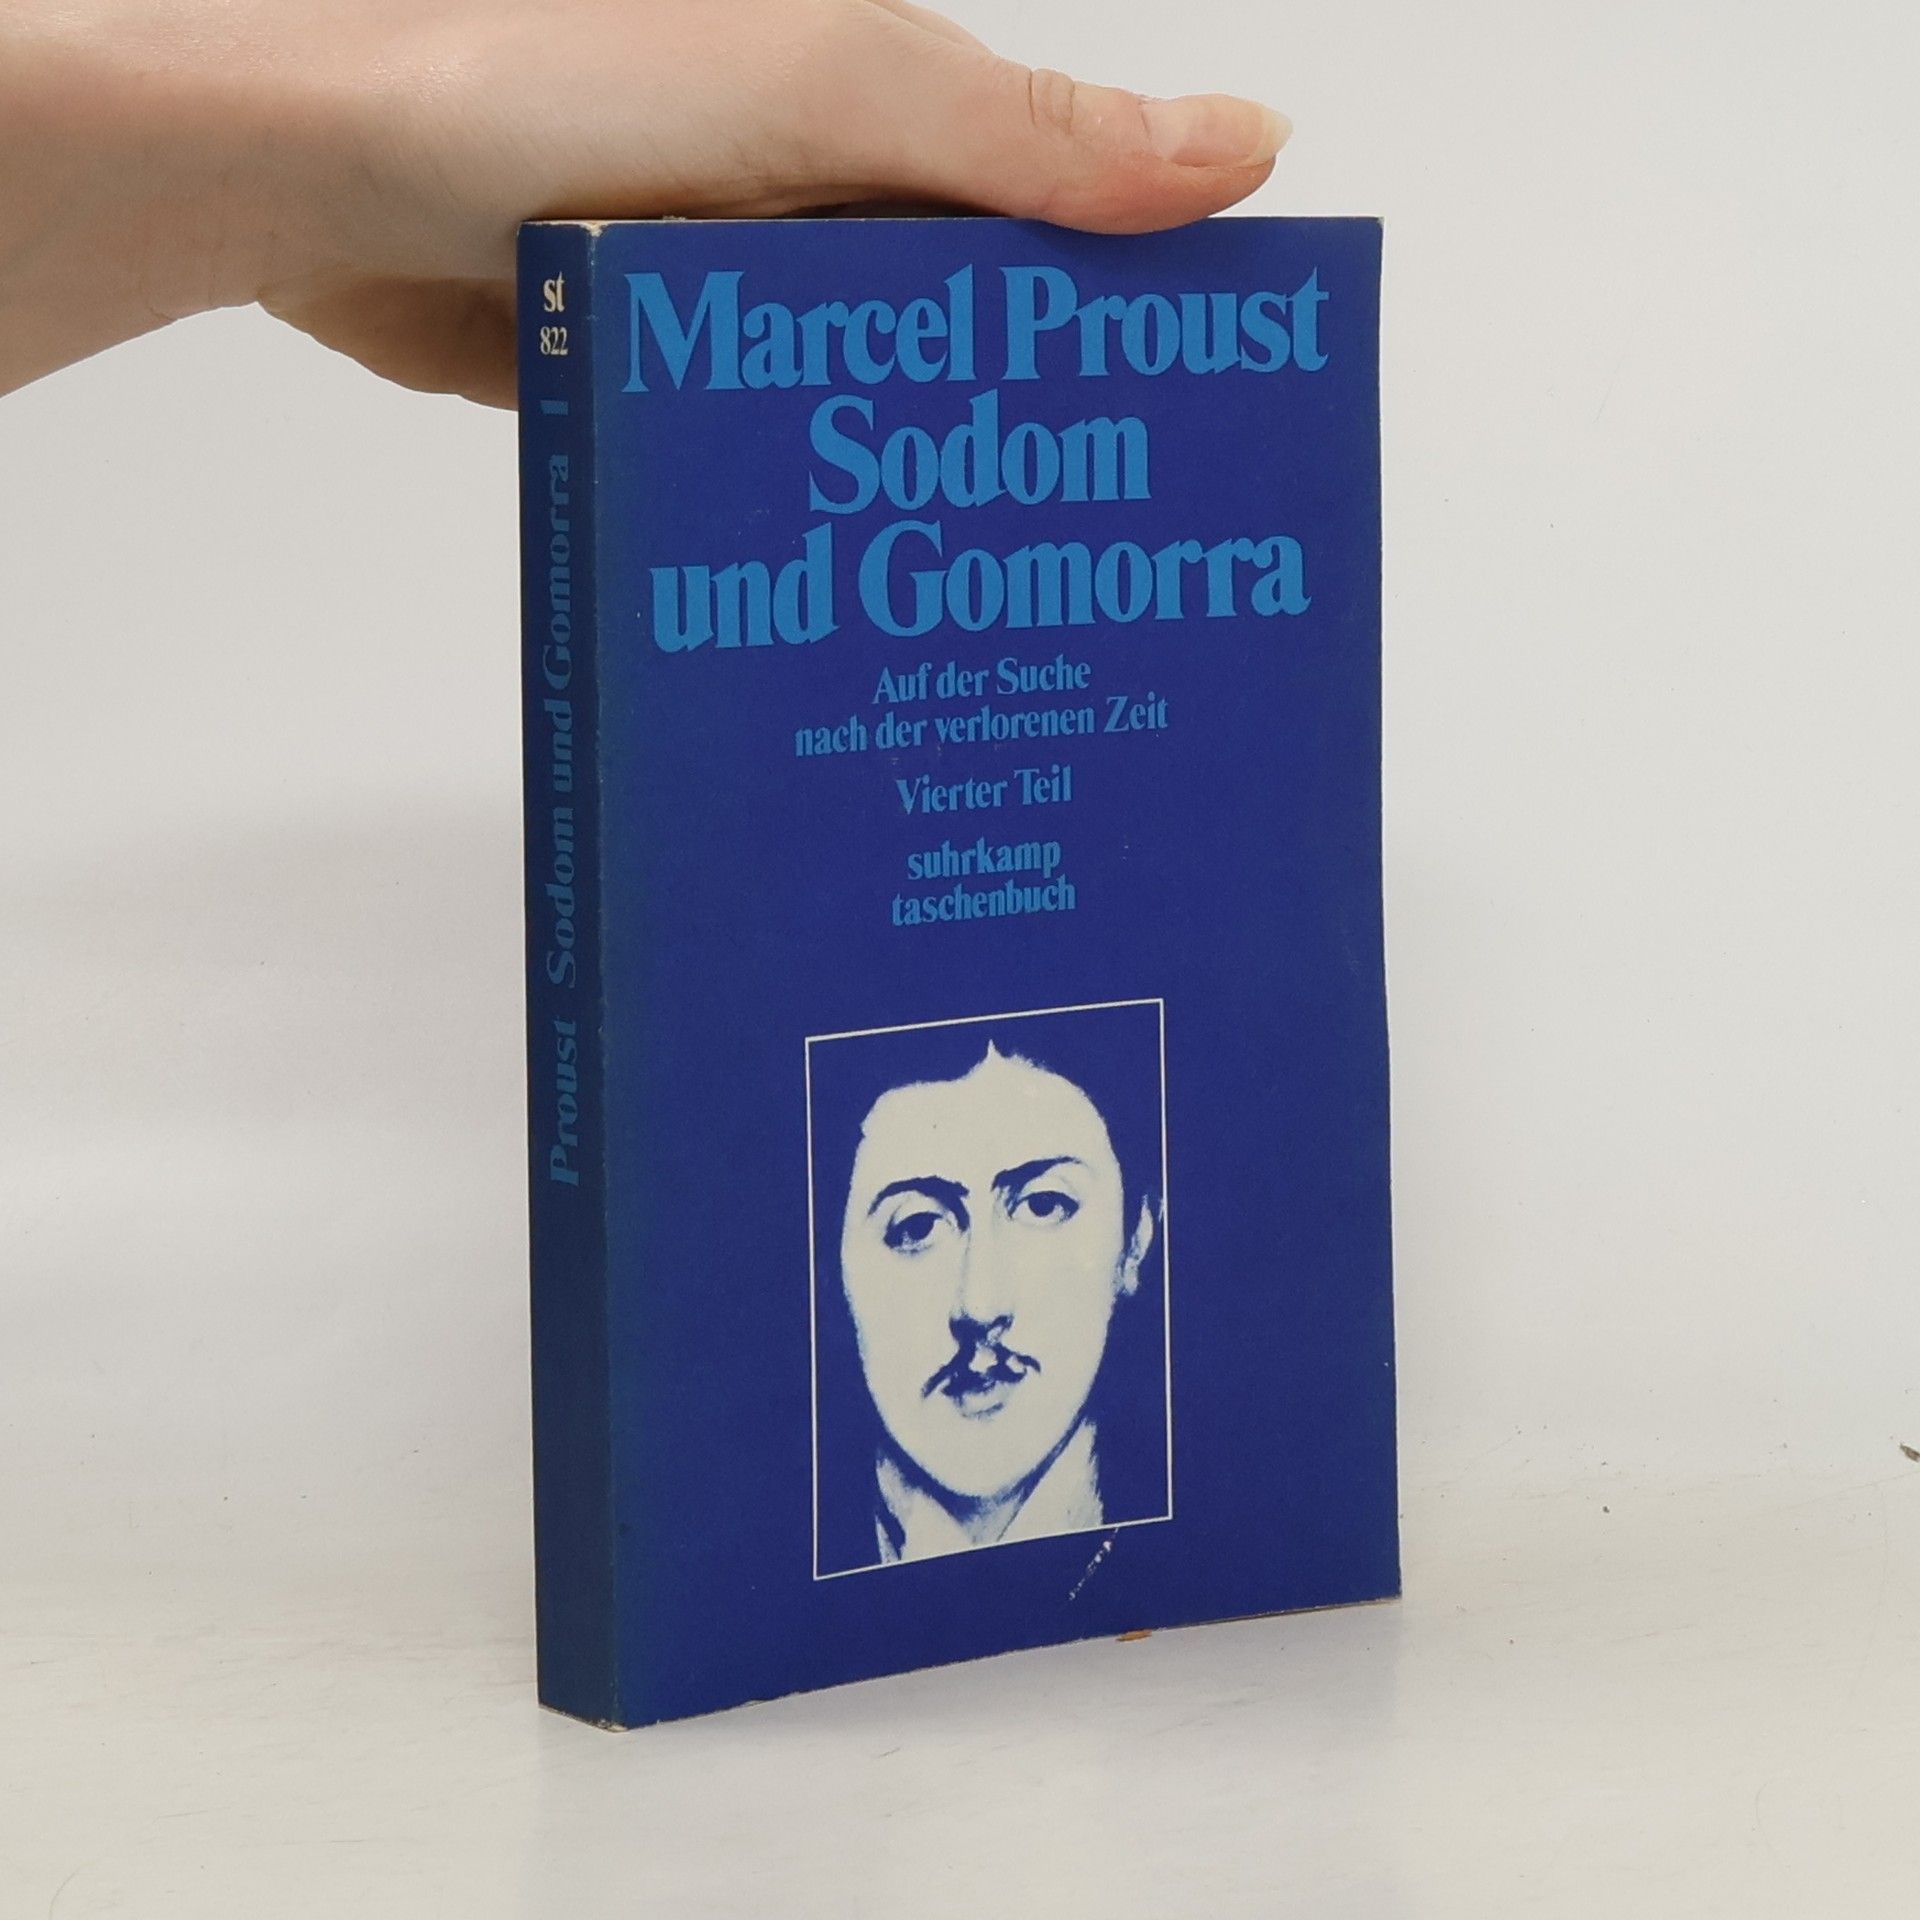 st
822
Proust Sodom und Gomorra 1
Marcel Proust
Sodom
und Gomorra
Auf der Suche
nach der verlorenen Zeit
Vierter Teil
suhrkamp
taschenbuch